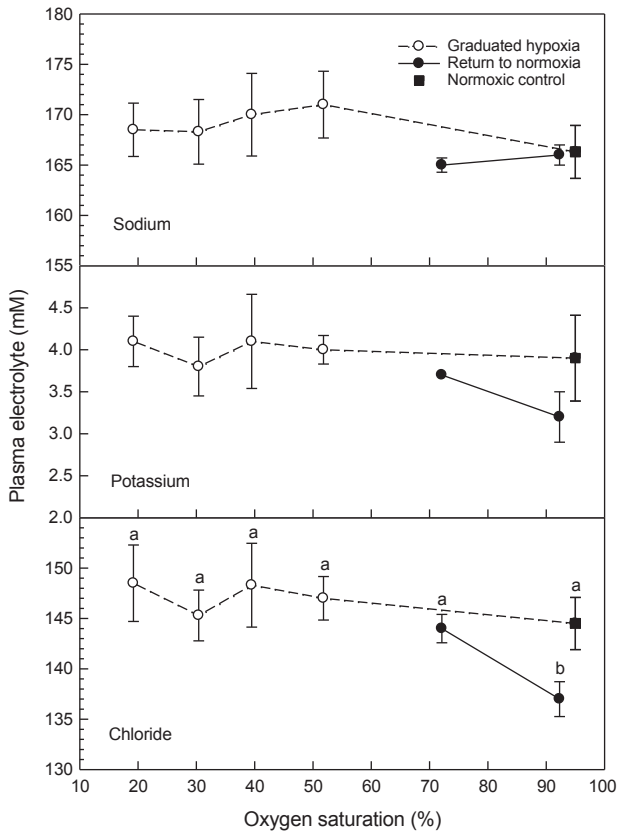 180
175
170
165
160
155
Graduated hypoxia
Return to normoxia
Normoxic control
Sodium
Plasma electrolyte (mM)
4.5
4.0
3.5
3.0
2.5
2.0
Potassium
a a a a a a
b
150
145
140
135
130
Chloride
10 20 30 40 50 60 70 80 90 100
Oxygen saturation (%)